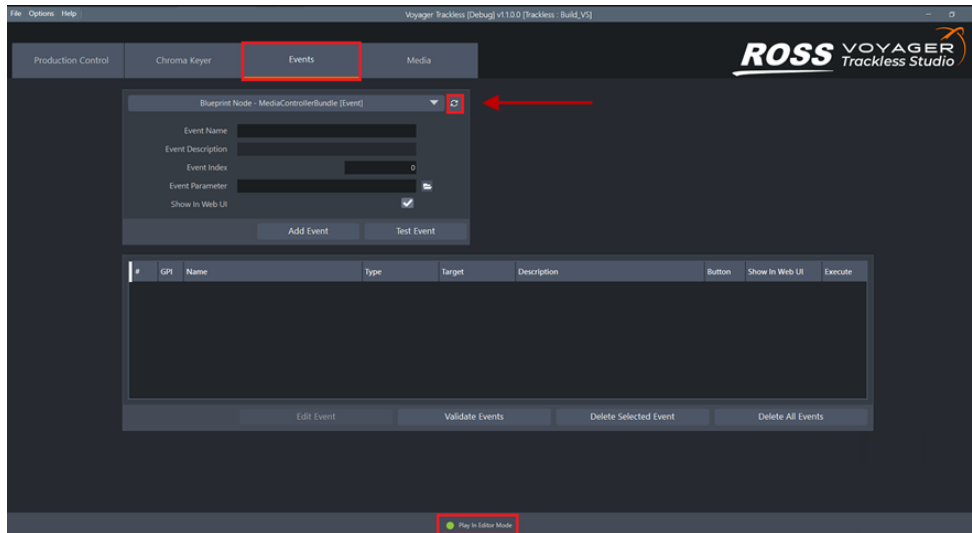 File Options Help
Voyager Trackless [Debug] v1.1.0.0 [Trackless : Build_VS]
Production Control
Chroma Keyer
Events
Media
ROSS VOYAGER
Trackless Studio
Blueprint Node - MediaControllerBundle [Event]
Event Name
Event Description
Event Index 0
Event Parameter
Show In Web UI
Add Event Test Event
# GPI Name Type Target Description Button Show In Web UI Execute
Edit Event Validate Events Delete Selected Event Delete All Events
Play In Editor Mode